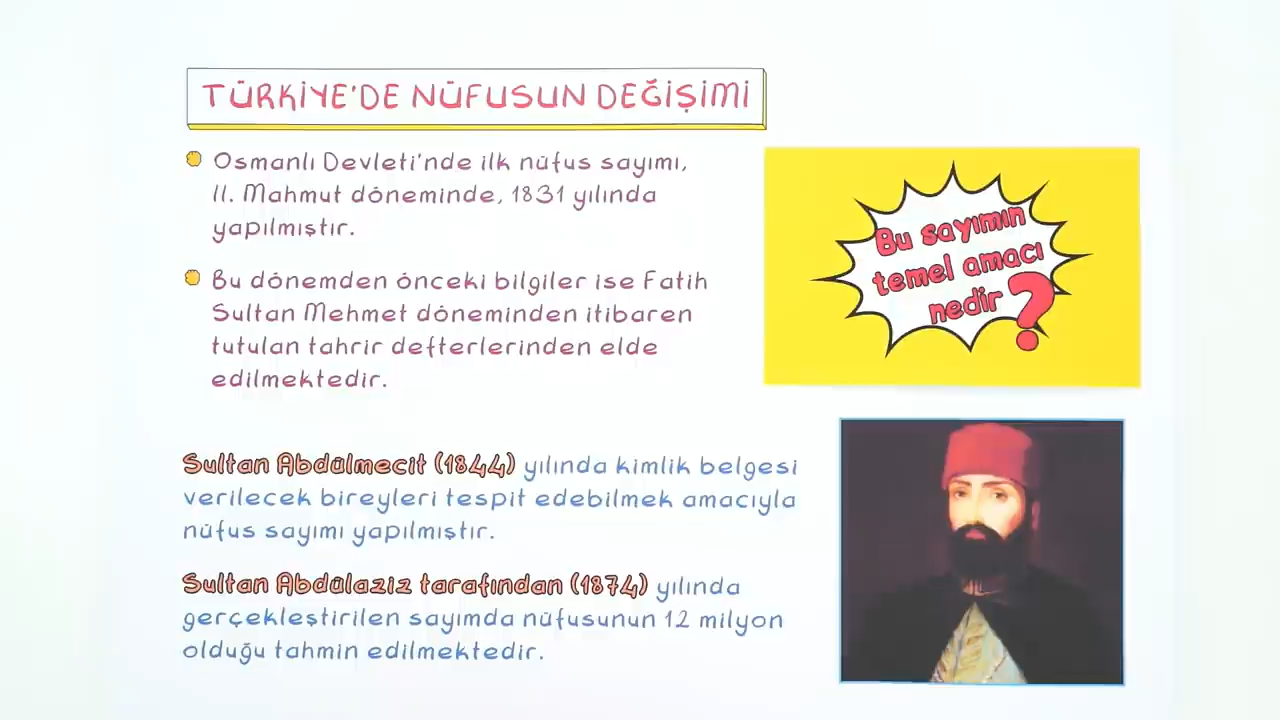 TÜRKİYE'DE NÜFUSUN DEĞİŞİMİ
Osmanlı Devleti'nde ilk nüfus sayımı,
II. Mahmut döneminde, 1831 yılında
yapılmıştır.
Bu dönemden önceki bilgiler ise Fatih
Sultan Mehmet döneminden itibaren
tutulan tahrir defterlerinden elde
edilmektedir.
Bu sayımın
temel amacı
nedir ?
Sultan Abdülmecit (1844) yılında kimlik belgesi
verilecek bireyleri tespit edebilmek amacıyla
nüfus sayımı yapılmıştır.
Sultan Abdülaziz tarafından (1874) yılında
gerçekleştirilen sayımda nüfusunun 12 milyon
olduğu tahmin edilmektedir.